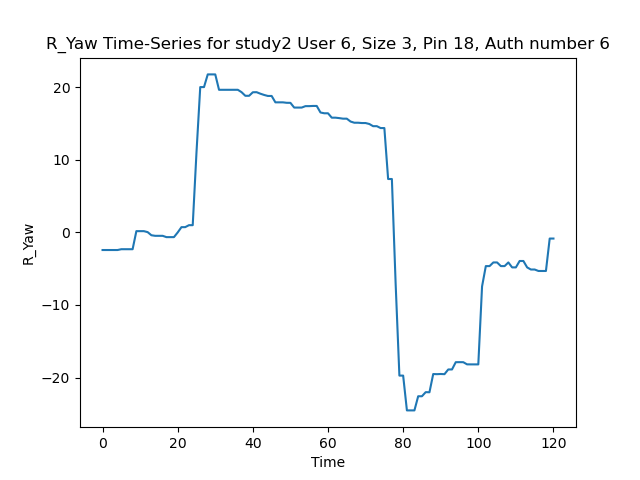 R_Yaw Time-Series for study2 User 6, Size 3, Pin 18, Auth number 6
R_Yaw
20
10
0
−10
−20
0 20 40 60 80 100 120
Time